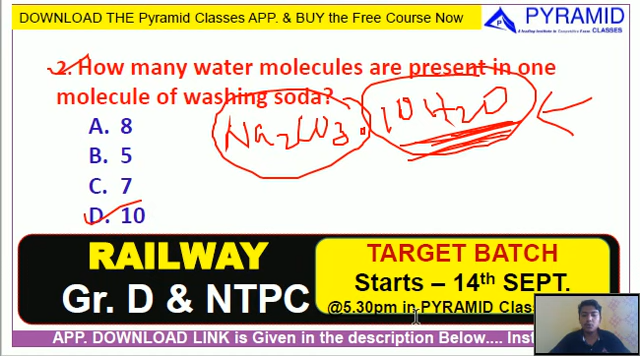 DOWNLOAD THE Pyramid Classes APP. & BUY the Free Course Now
PYRAMID
CLASSES
2. How many water molecules are present in one
molecule of washing soda?
Na2CO3. 10H2O
A. 8
B. 5
C. 7
D. 10
RAILWAY
Gr. D & NTPC
TARGET BATCH
Starts – 14th SEPT.
@5.30pm in PYRAMID Clas
APP. DOWNLOAD LINK is Given in the description Below.... Inst